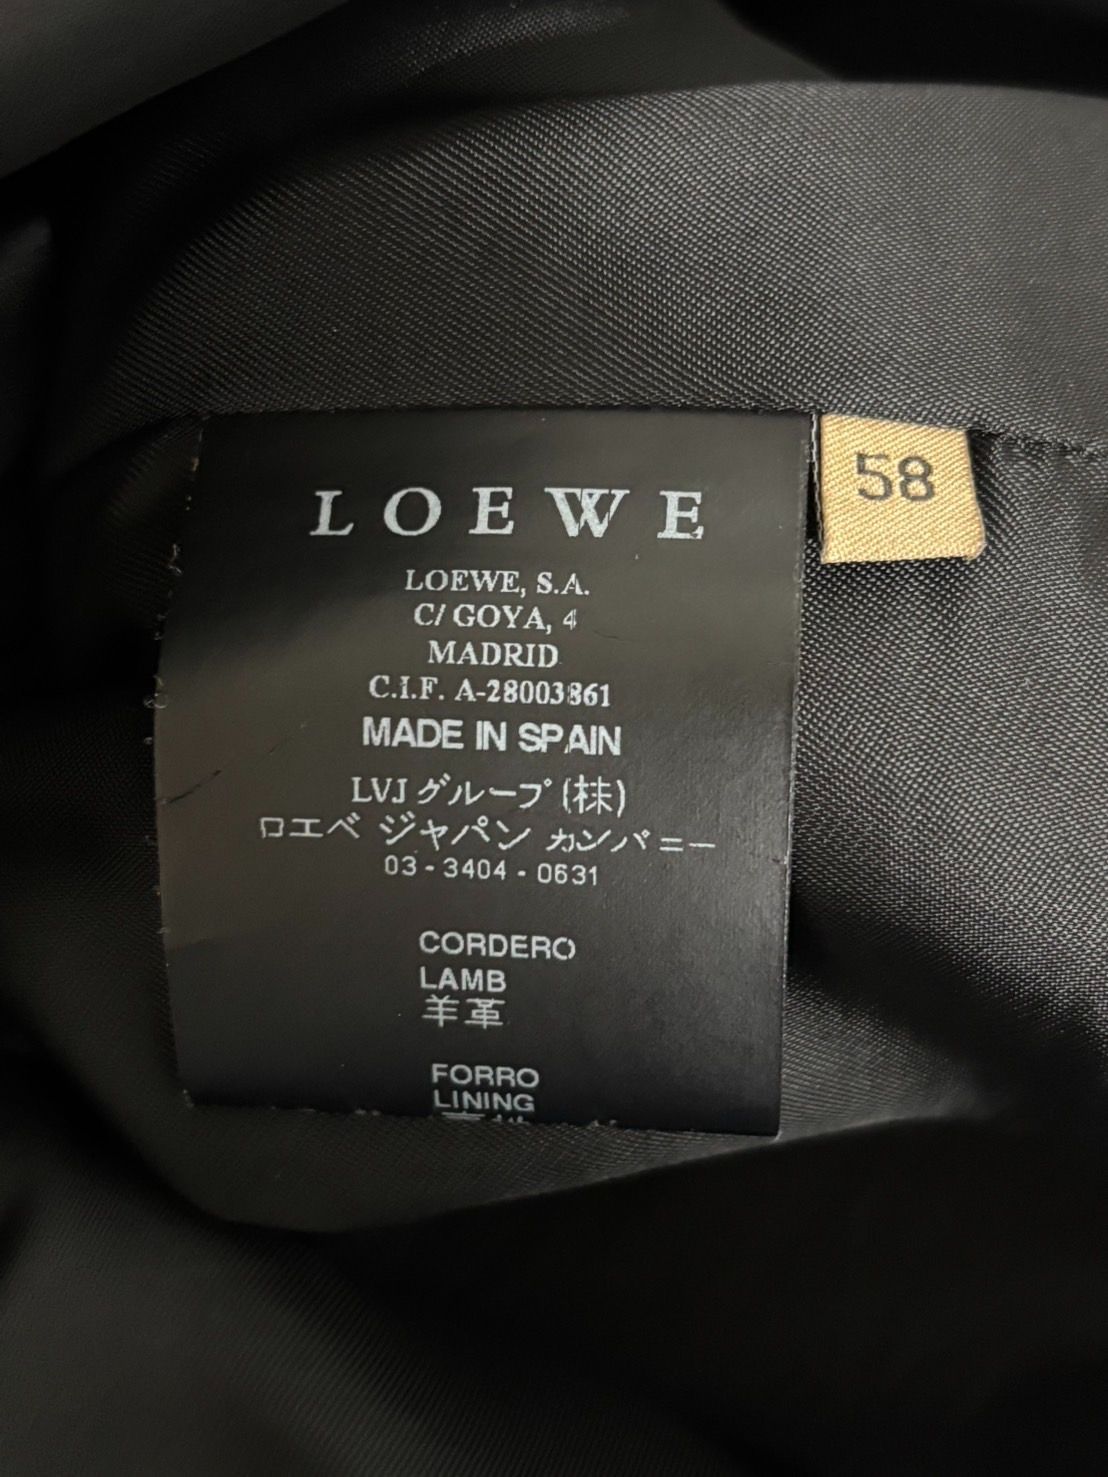 LOEWE
58
LOEWE, S.A.
C/ GOYA, 4
MADRID
C.I.F. A-28003861
MADE IN SPAIN
LVJ グループ (株)
ロエベ ジャパン カンパニー
03 - 3404 - 0631
CORDERO
LAMB
羊革
FORRO
LINING